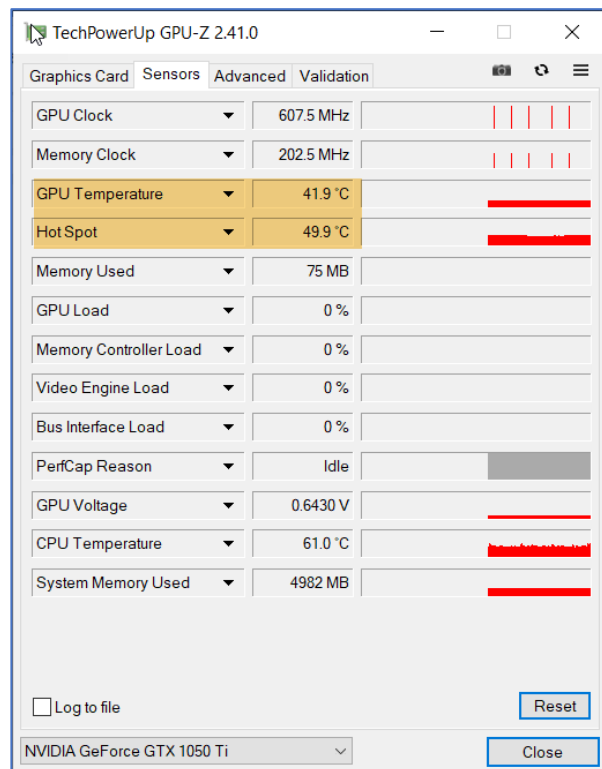 TechPowerUp GPU-Z 2.41.0
Graphics Card Sensors Advanced Validation
GPU Clock 607.5 MHz
Memory Clock 202.5 MHz
GPU Temperature 41.9 °C
Hot Spot 49.9 °C
Memory Used 75 MB
GPU Load 0 %
Memory Controller Load 0 %
Video Engine Load 0 %
Bus Interface Load 0 %
PerfCap Reason Idle
GPU Voltage 0.6430 V
CPU Temperature 61.0 °C
System Memory Used 4982 MB
Log to file Reset
NVIDIA GeForce GTX 1050 Ti Close